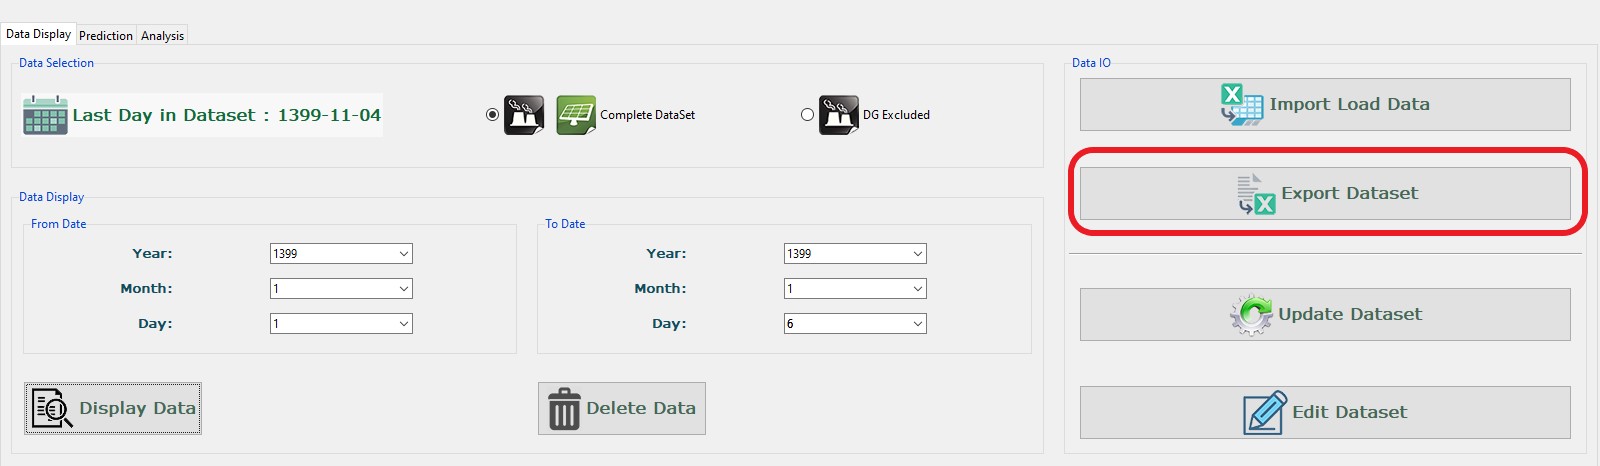 Data Display Prediction Analysis
Data Selection
Last Day in Dataset : 1399-11-04
Complete DataSet
DG Excluded
Data Display
From Date
Year: 1399
Month: 1
Day: 1
To Date
Year: 1399
Month: 1
Day: 6
Display Data
Delete Data
Data IO
Import Load Data
Export Dataset
Update Dataset
Edit Dataset